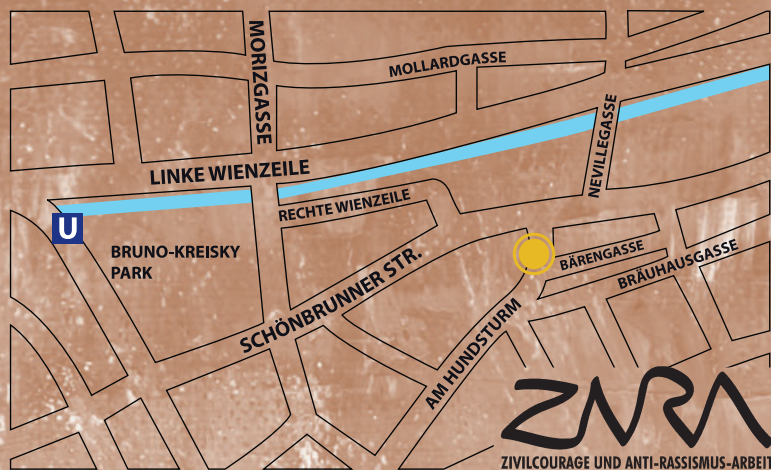 MORIZGASSE
MOLLARDGASSE
NEVILLEGASSE
LINKE WIENZEILE
RECHTE WIENZEILE
U
BRUNO-KREISKY
PARK
SCHÖNBRUNNER STR.
BÄRENGASSE
BRÄUHAUSGASSE
AM HUNDSTURM
ZARA
ZIVILCOURAGE UND ANTI-RASSISMUS-ARBEIT